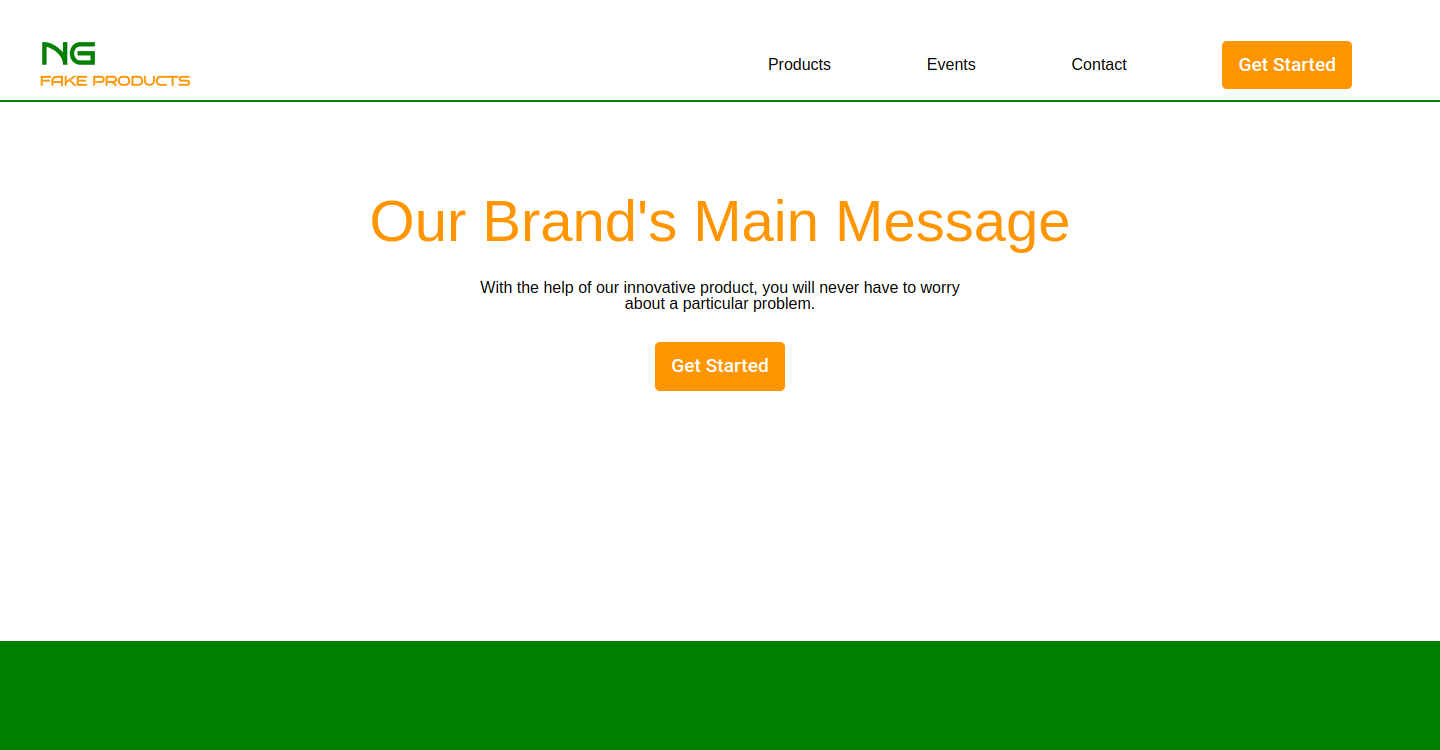 NG
FAKE PRODUCTS
Products
Events
Contact
Get Started
Our Brand's Main Message
With the help of our innovative product, you will never have to worry
about a particular problem.
Get Started